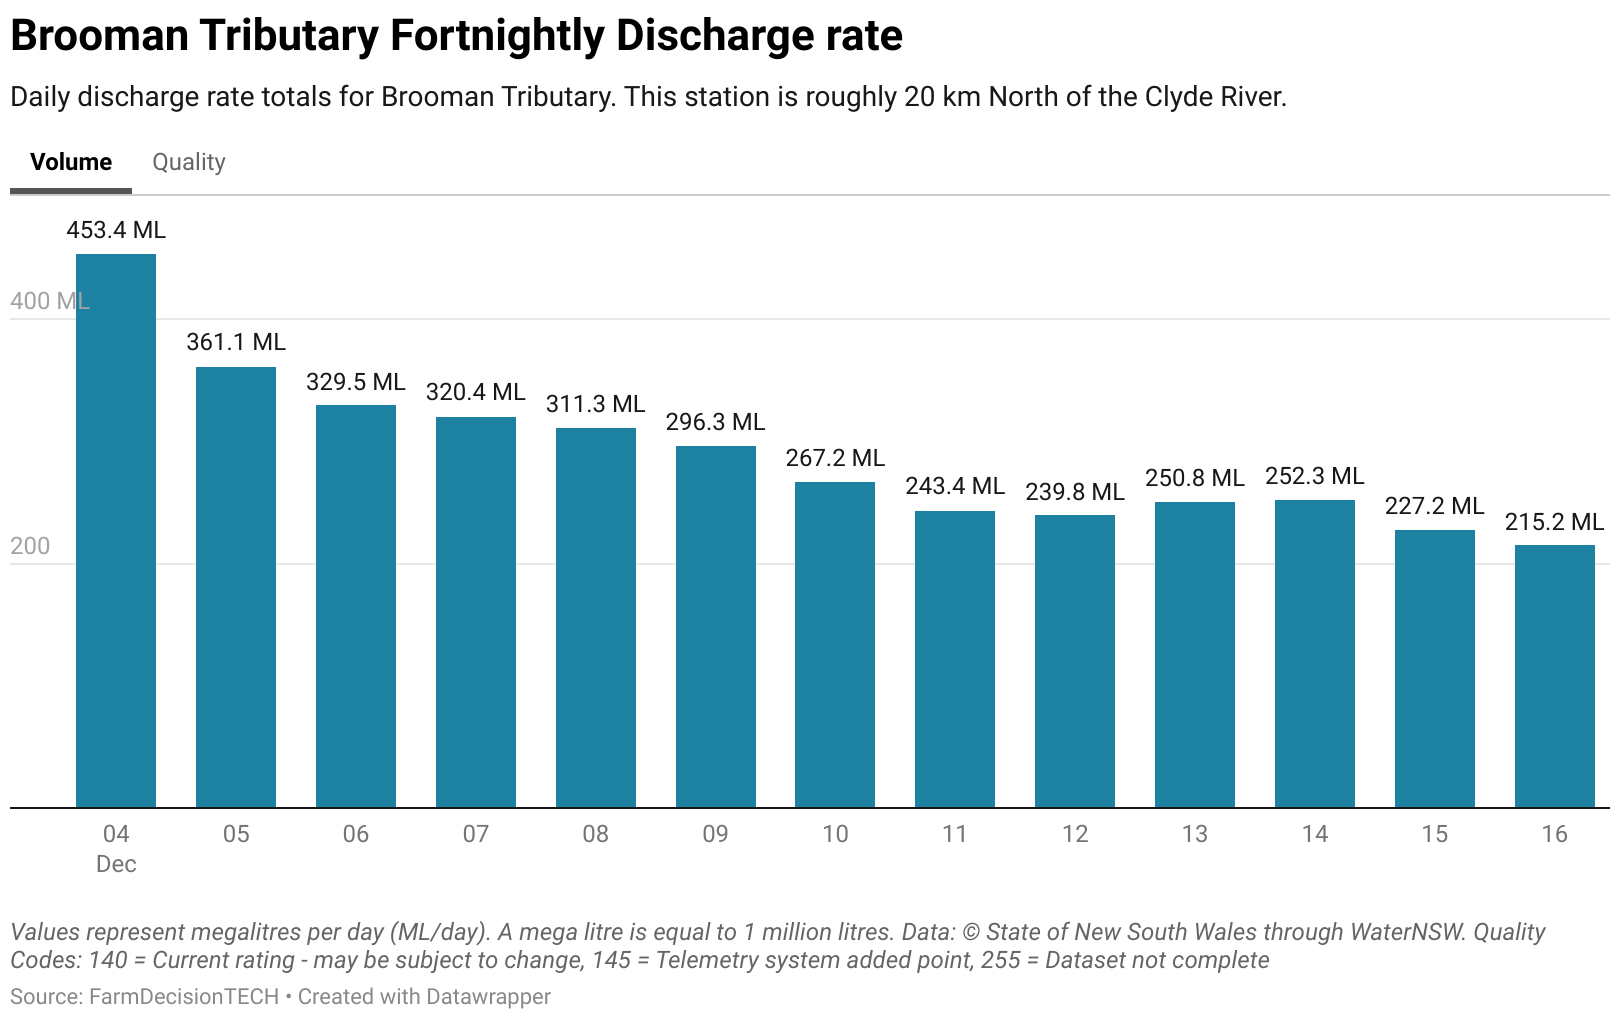 Brooman Tributary Fortnightly Discharge rate
Daily discharge rate totals for Brooman Tributary. This station is roughly 20 km North of the Clyde River.
Volume Quality
453.4 ML
400 ML
361.1 ML
329.5 ML
320.4 ML
311.3 ML
296.3 ML
267.2 ML
243.4 ML
239.8 ML
250.8 ML
252.3 ML
227.2 ML
215.2 ML
200
04 05 06 07 08 09 10 11 12 13 14 15 16
Dec
Values represent megalitres per day (ML/day). A mega litre is equal to 1 million litres. Data: © State of New South Wales through WaterNSW. Quality
Codes: 140 = Current rating - may be subject to change, 145 = Telemetry system added point, 255 = Dataset not complete
Source: FarmDecisionTECH • Created with Datawrapper